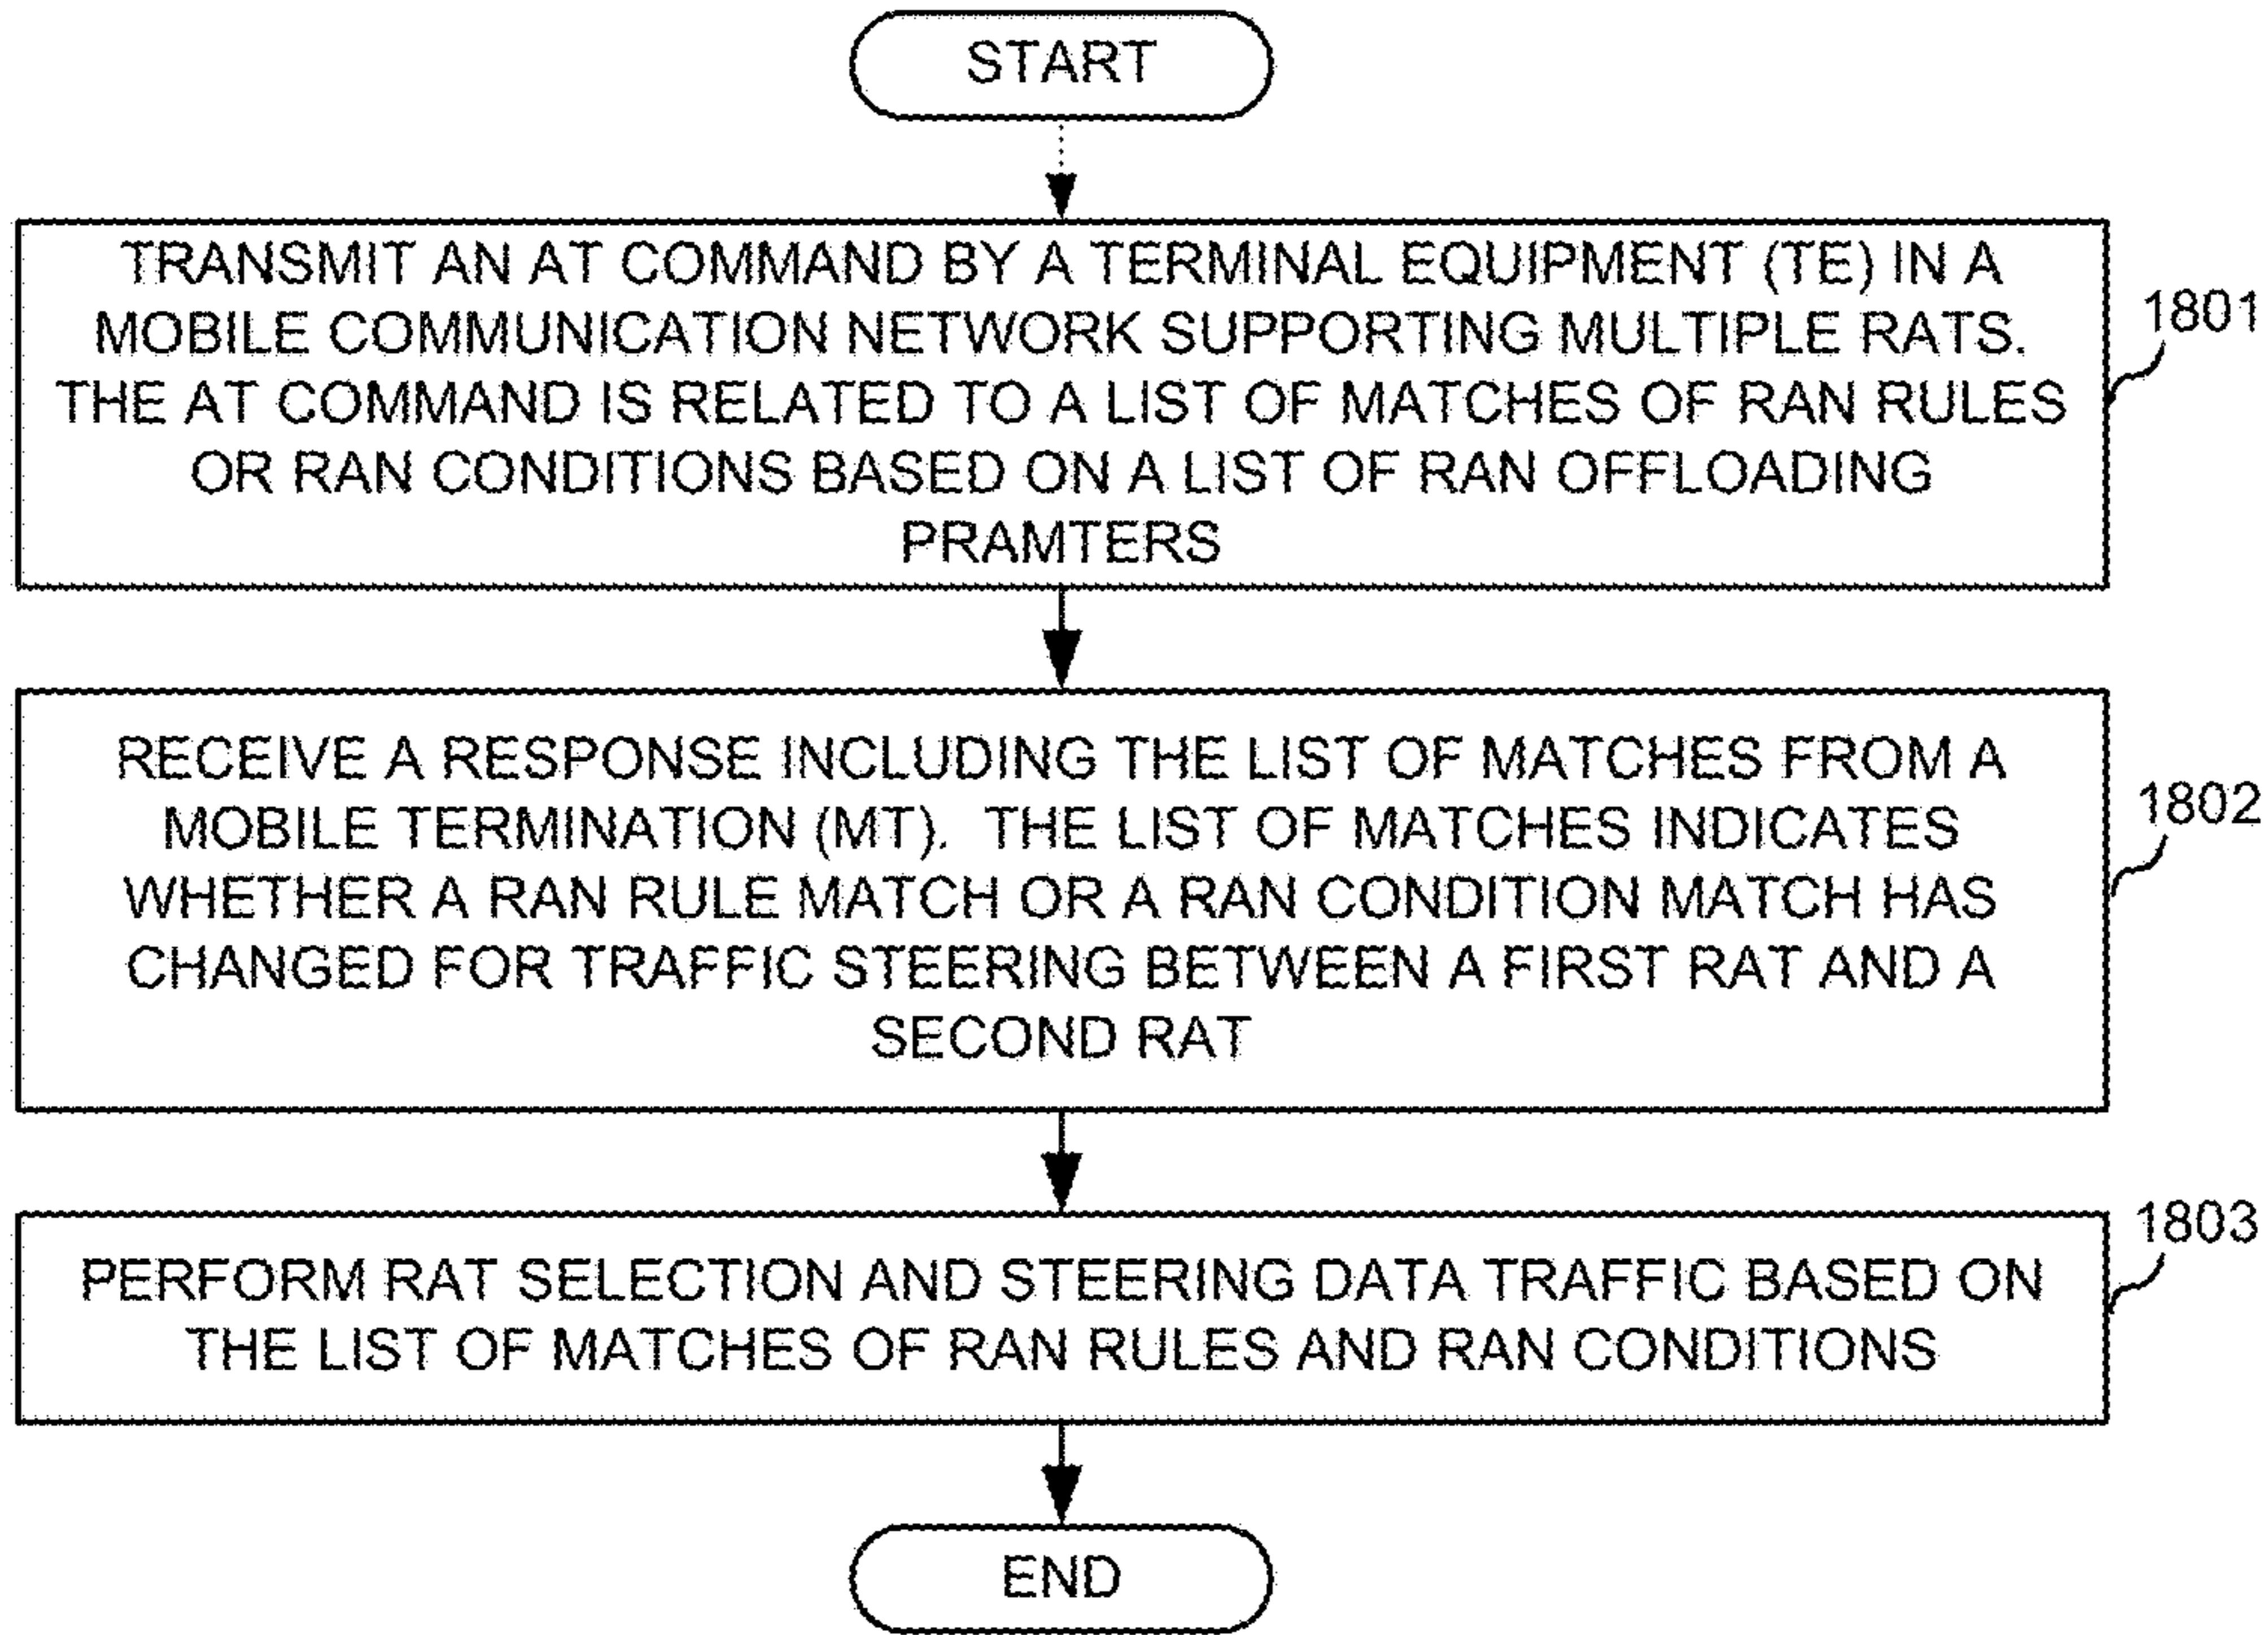 START
TRANSMIT AN AT COMMAND BY A TERMINAL EQUIPMENT (TE) IN A
MOBILE COMMUNICATION NETWORK SUPPORTING MULTIPLE RATS.
THE AT COMMAND IS RELATED TO A LIST OF MATCHES OF RAN RULES
OR RAN CONDITIONS BASED ON A LIST OF RAN OFFLOADING
PRAMTERS
1801
RECEIVE A RESPONSE INCLUDING THE LIST OF MATCHES FROM A
MOBILE TERMINATION (MT). THE LIST OF MATCHES INDICATES
WHETHER A RAN RULE MATCH OR A RAN CONDITION MATCH HAS
CHANGED FOR TRAFFIC STEERING BETWEEN A FIRST RAT AND A
SECOND RAT
1802
PERFORM RAT SELECTION AND STEERING DATA TRAFFIC BASED ON
THE LIST OF MATCHES OF RAN RULES AND RAN CONDITIONS
1803
END